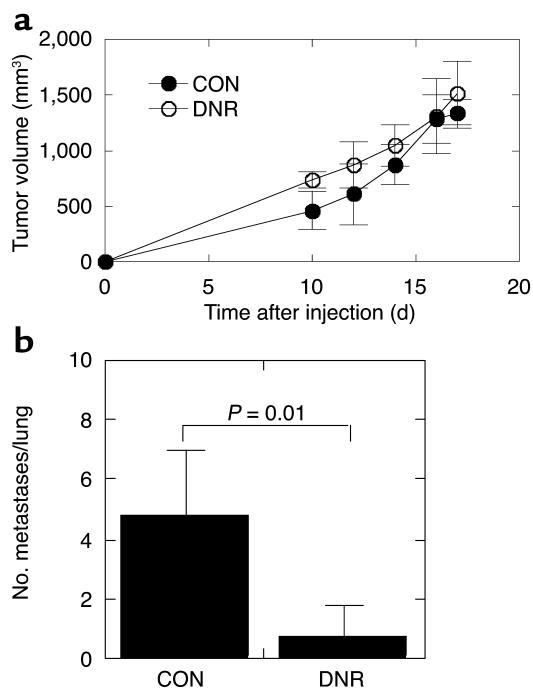 a
Tumor volume (mm³)
2,000
1,500
1,000
500
0
CON
DNR
0 5 10 15 20
Time after injection (d)
b
No. metastases/lung
10
8
6
4
2
0
P = 0.01
CON DNR